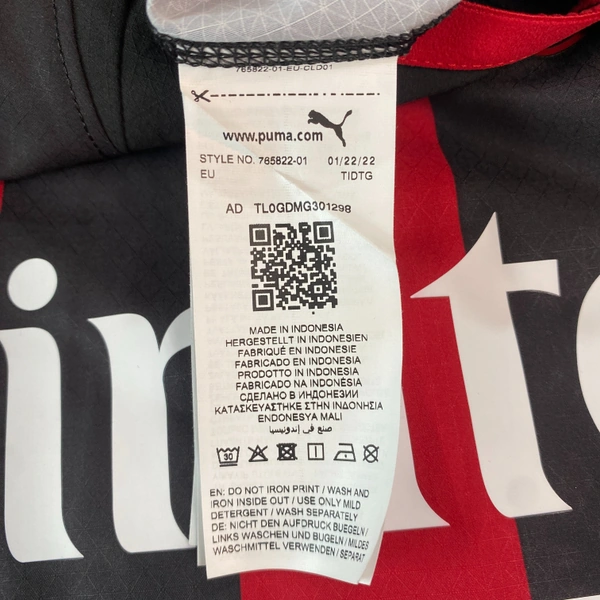 765822-01-EU-CLO01
www.puma.com
STYLE NO. 765822-01 01/22/22
EU TIDTG
AD TL0GDMG301298
MADE IN INDONESIA
HERGESTELLT IN INDONESIEN
FABRIQUÉ EN INDONESIE
FABRICADO EN INDONESIA
PRODOTTO IN INDONESIA
FABRICADO NA INDONÉSIA
СДЕЛАНО В ИНДОНЕЗИИ
ΚΑΤΑΣΚΕΥΑΣΤΗΚΕ ΣΤΗΝ ΙΝΔΟΝΗΣΙΑ
ENDONESYA MALI
صنع في إندونيسيا
30
EN: DO NOT IRON PRINT / WASH AND
IRON INSIDE OUT / USE ONLY MILD
DETERGENT / WASH SEPARATELY
DE: NICHT DEN AUFDRUCK BUEGELN/
LINKS WASCHEN UND BUGELN/MILDES
WASCHMITTEL VERWENDEN / SEPARAT